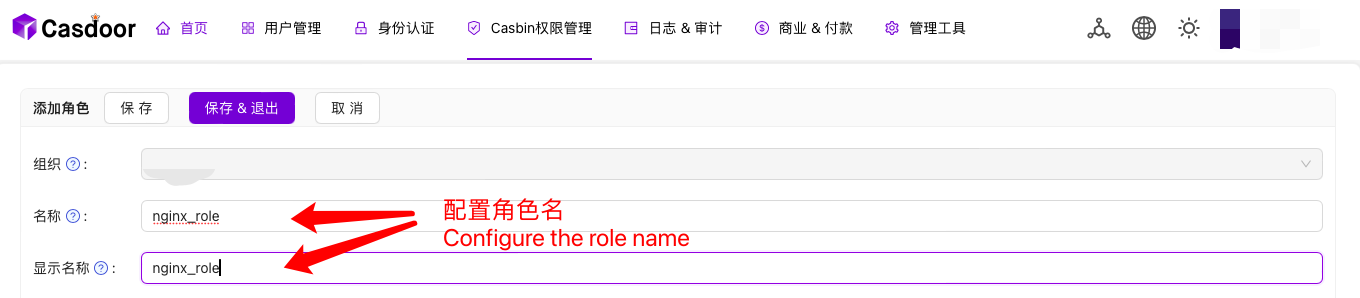 Casdoor 首页 用户管理 身份认证 Casbin权限管理 日志 & 审计 商业 & 付款 管理工具
添加角色 保 存 保存 & 退出 取 消
组织 ? :
名称 ? : nginx_role
配置角色名
Configure the role name
显示名称 ? : nginx_role